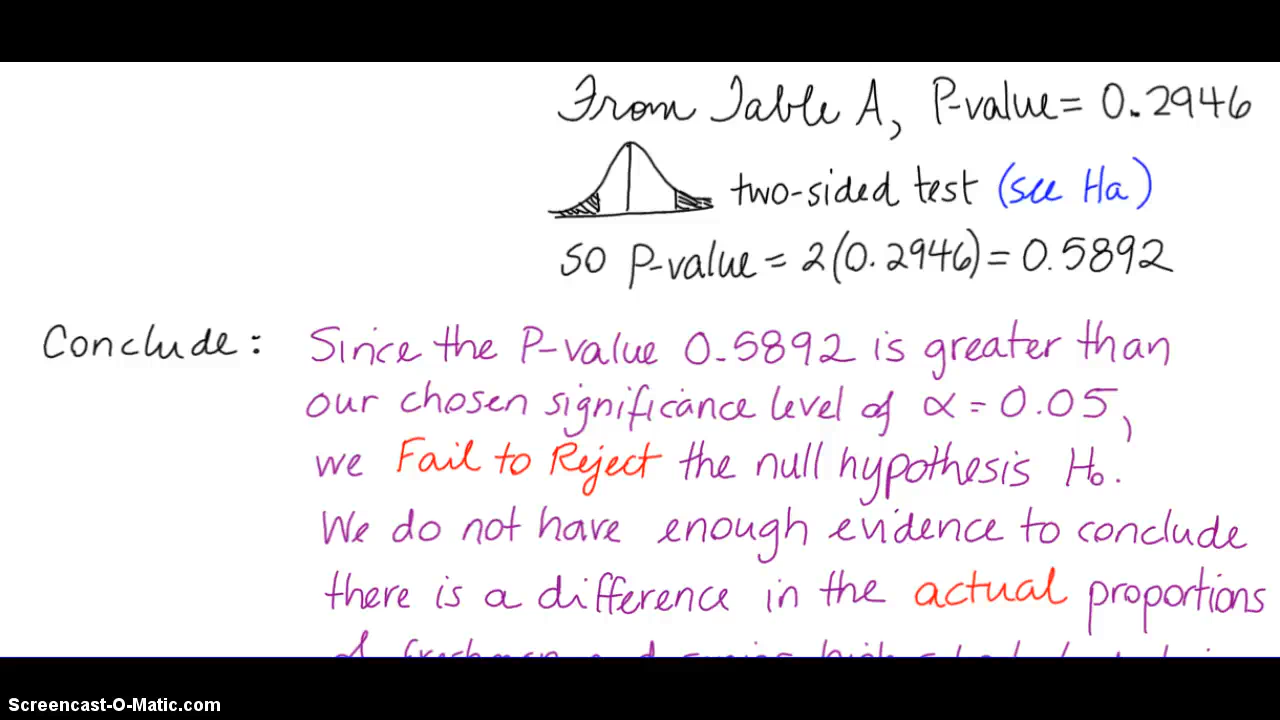 From Table A, P-value = 0.2946
two-sided test (see Ha)
so P-value = 2(0.2946) = 0.5892
Conclude: Since the P-value 0.5892 is greater than
our chosen significance level of α = 0.05,
we Fail to Reject the null hypothesis H₀.
We do not have enough evidence to conclude
there is a difference in the actual proportions
of
Screencast-O-Matic.com